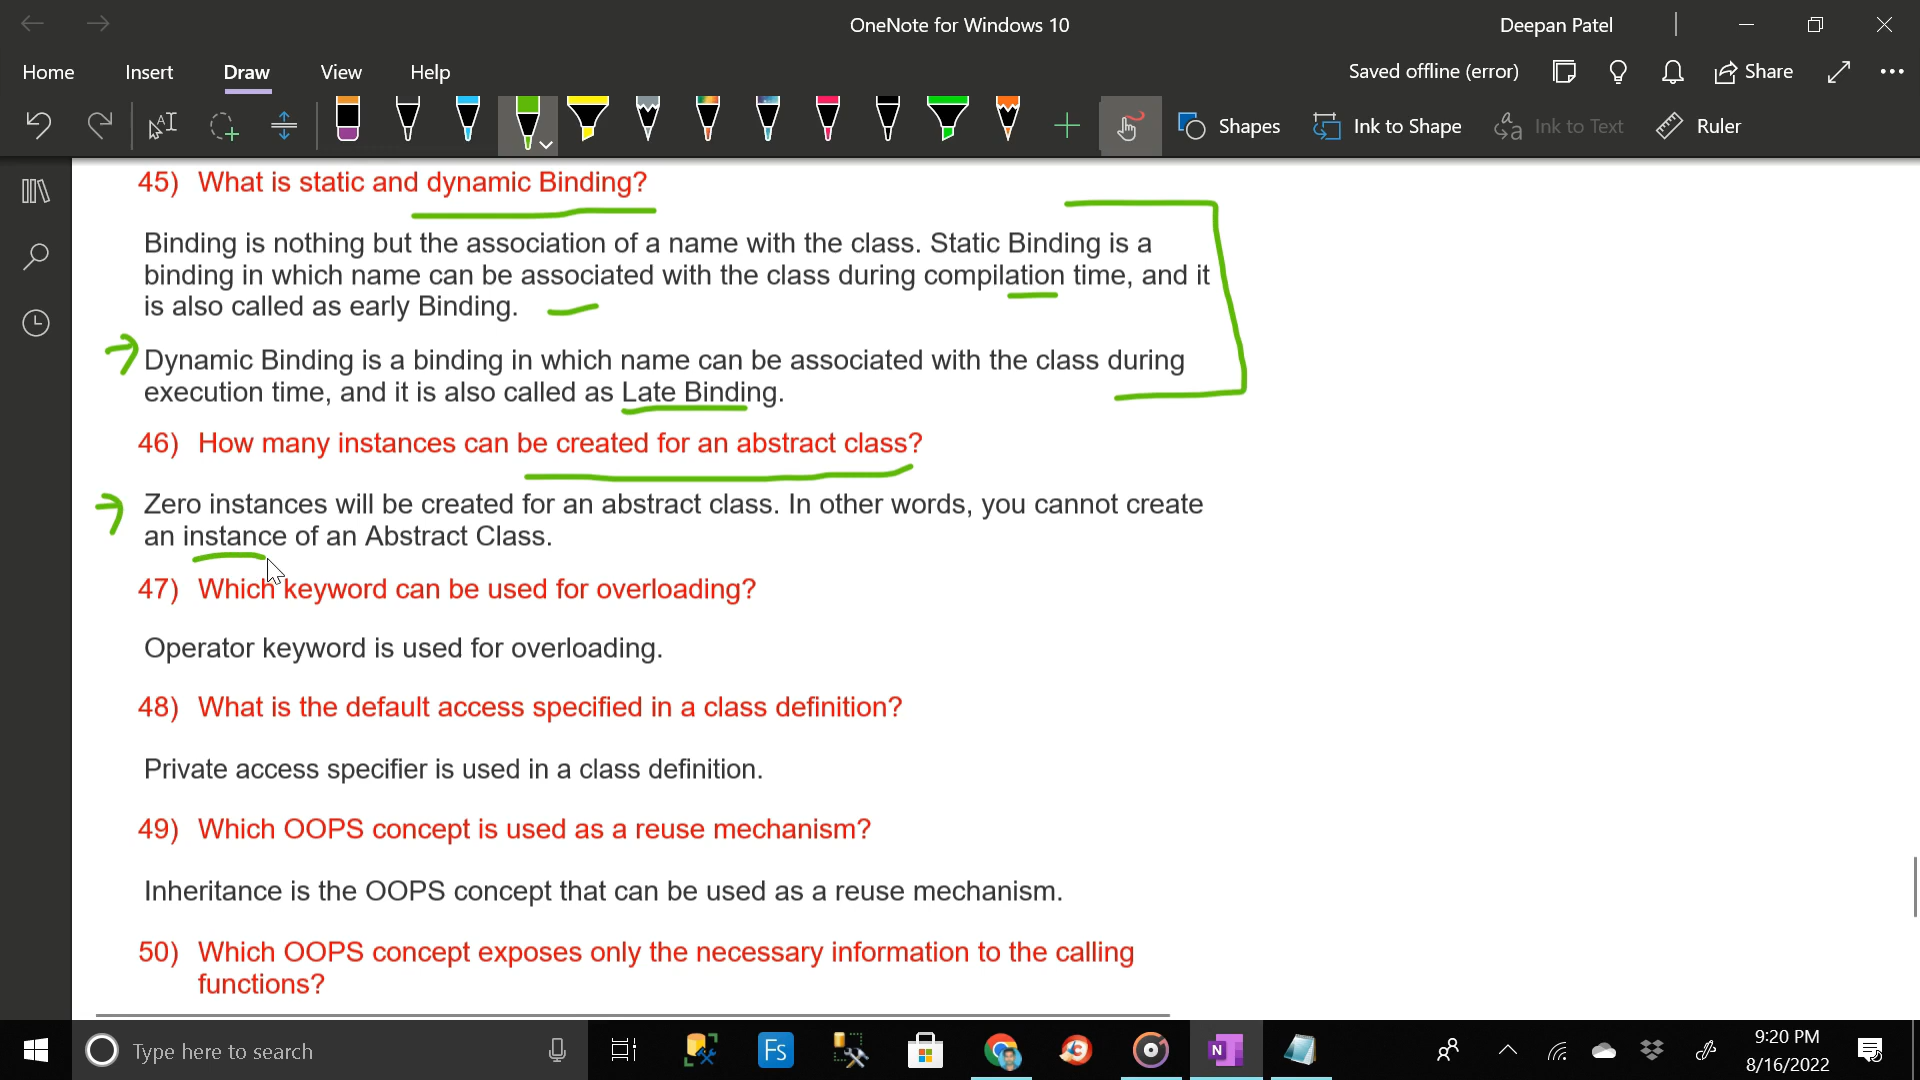 OneNote for Windows 10
Deepan Patel
Home Insert Draw View Help
Saved offline (error)
Share
Shapes
Ink to Shape
Ink to Text
Ruler
45) What is static and dynamic Binding?
Binding is nothing but the association of a name with the class. Static Binding is a
binding in which name can be associated with the class during compilation time, and it
is also called as early Binding.
Dynamic Binding is a binding in which name can be associated with the class during
execution time, and it is also called as Late Binding.
46) How many instances can be created for an abstract class?
Zero instances will be created for an abstract class. In other words, you cannot create
an instance of an Abstract Class.
47) Which keyword can be used for overloading?
Operator keyword is used for overloading.
48) What is the default access specified in a class definition?
Private access specifier is used in a class definition.
49) Which OOPS concept is used as a reuse mechanism?
Inheritance is the OOPS concept that can be used as a reuse mechanism.
50) Which OOPS concept exposes only the necessary information to the calling
functions?
Type here to search
Fs
N
9:20 PM
8/16/2022